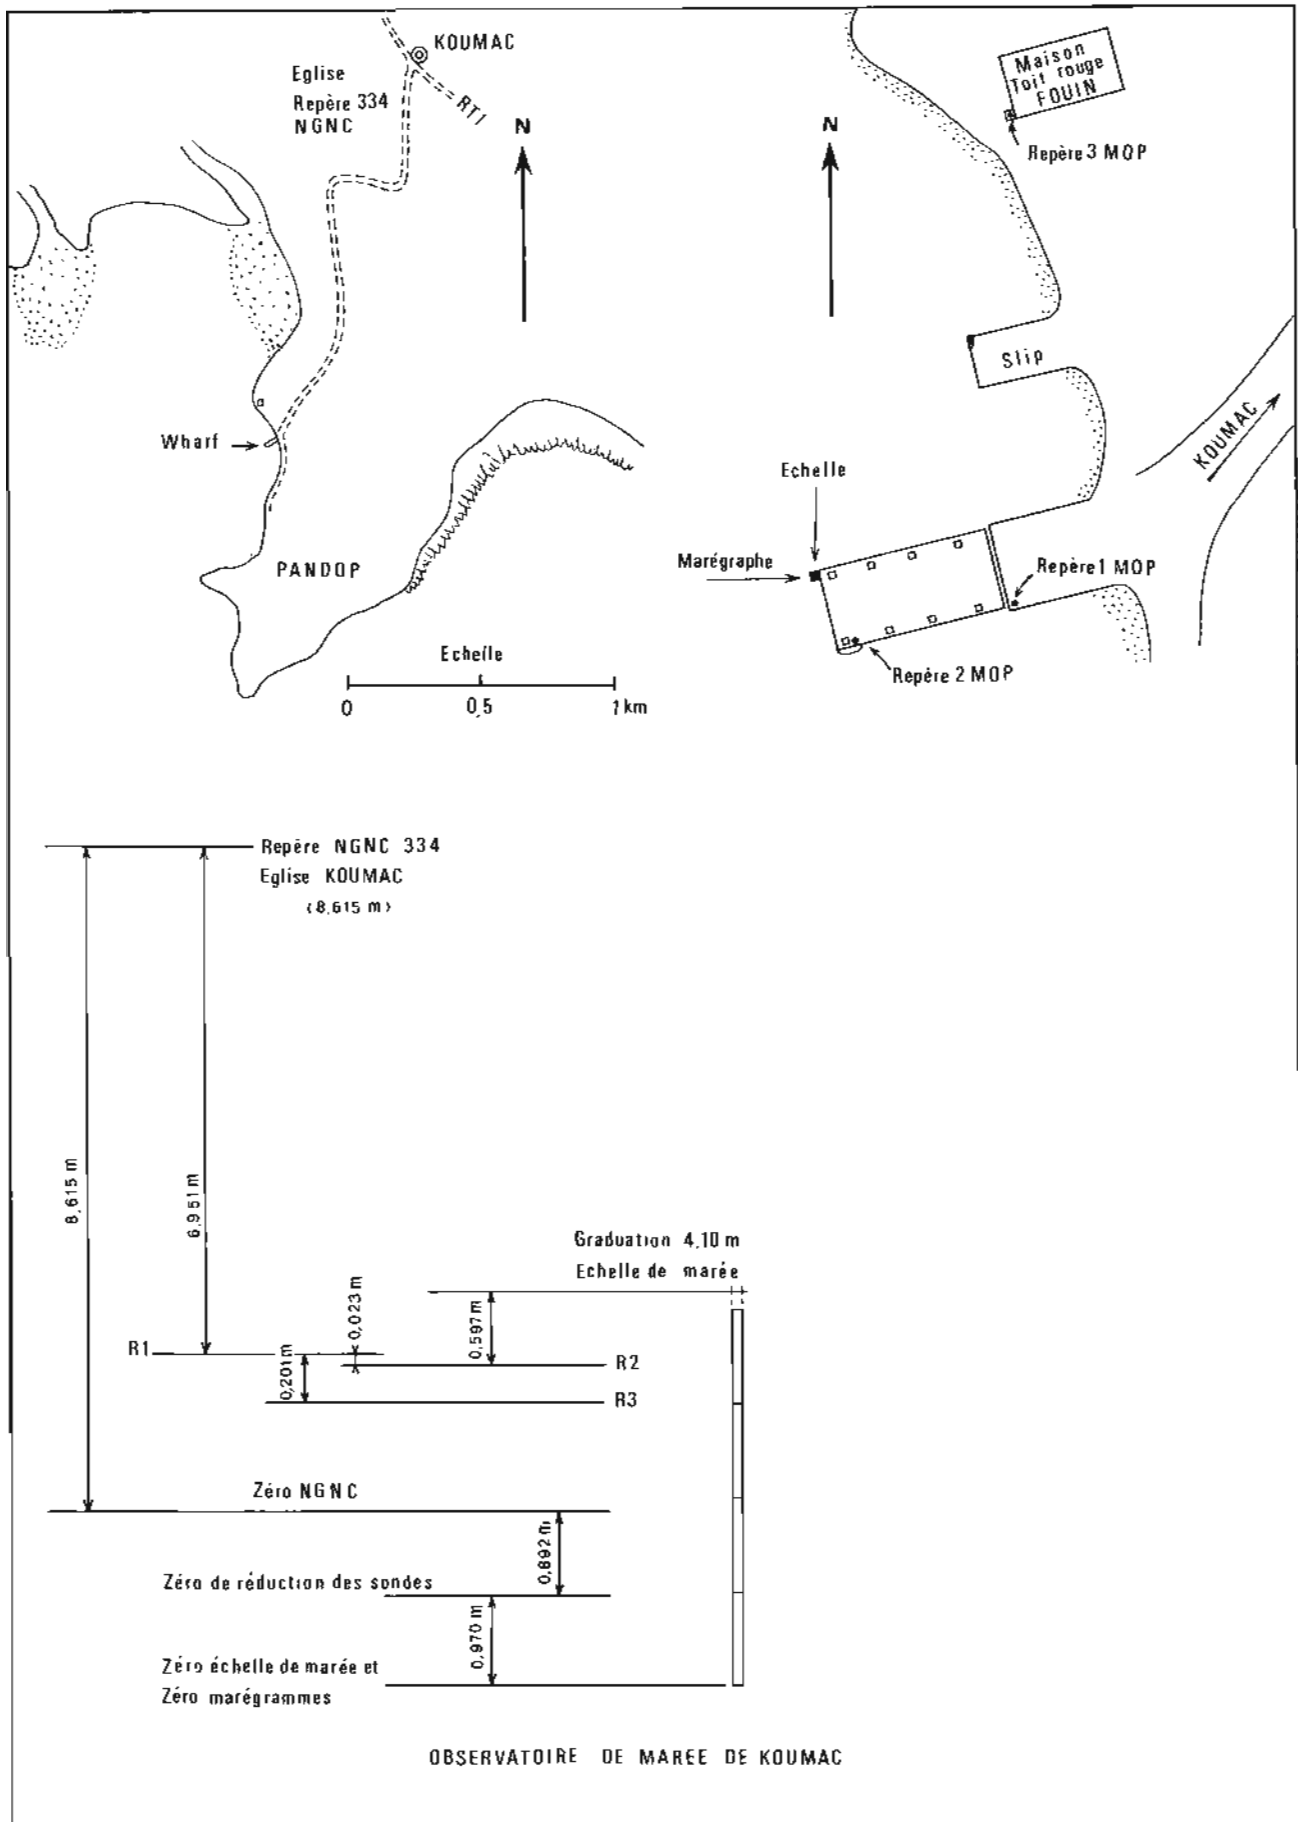 KOUMAC
Eglise
Repère 334
NGNC
RT1
N
Wharf
PANDOP
Echelle
0
0,5
1 km
Maison
Toit rouge
FOUIN
N
Repère 3 MOP
Slip
KOUMAC
Echelle
Marégraphe
Repère 1 MOP
Repère 2 MOP
Repère NGNC 334
Eglise KOUMAC
(8,615 m)
8,615 m
6,951 m
Graduation 4,10 m
Echelle de marée
0,023 m
0,597 m
R1
0,201 m
R2
R3
Zéro NGNC
0,892 m
Zéro de réduction des sondes
0,970 m
Zéro échelle de marée et
Zéro marégrammes
OBSERVATOIRE DE MAREE DE KOUMAC